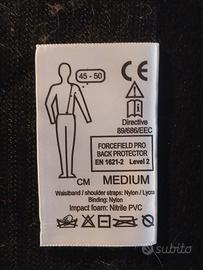 45 - 50
CE
Directive
89/686/EEC
FORCEFIELD PRO
BACK PROTECTOR
EN 1621-2 Level 2
CM
MEDIUM
Waistband / shoulder straps: Nylon / Lycra
Binding: Nylon
Impact foam: Nitrile PVC
subito